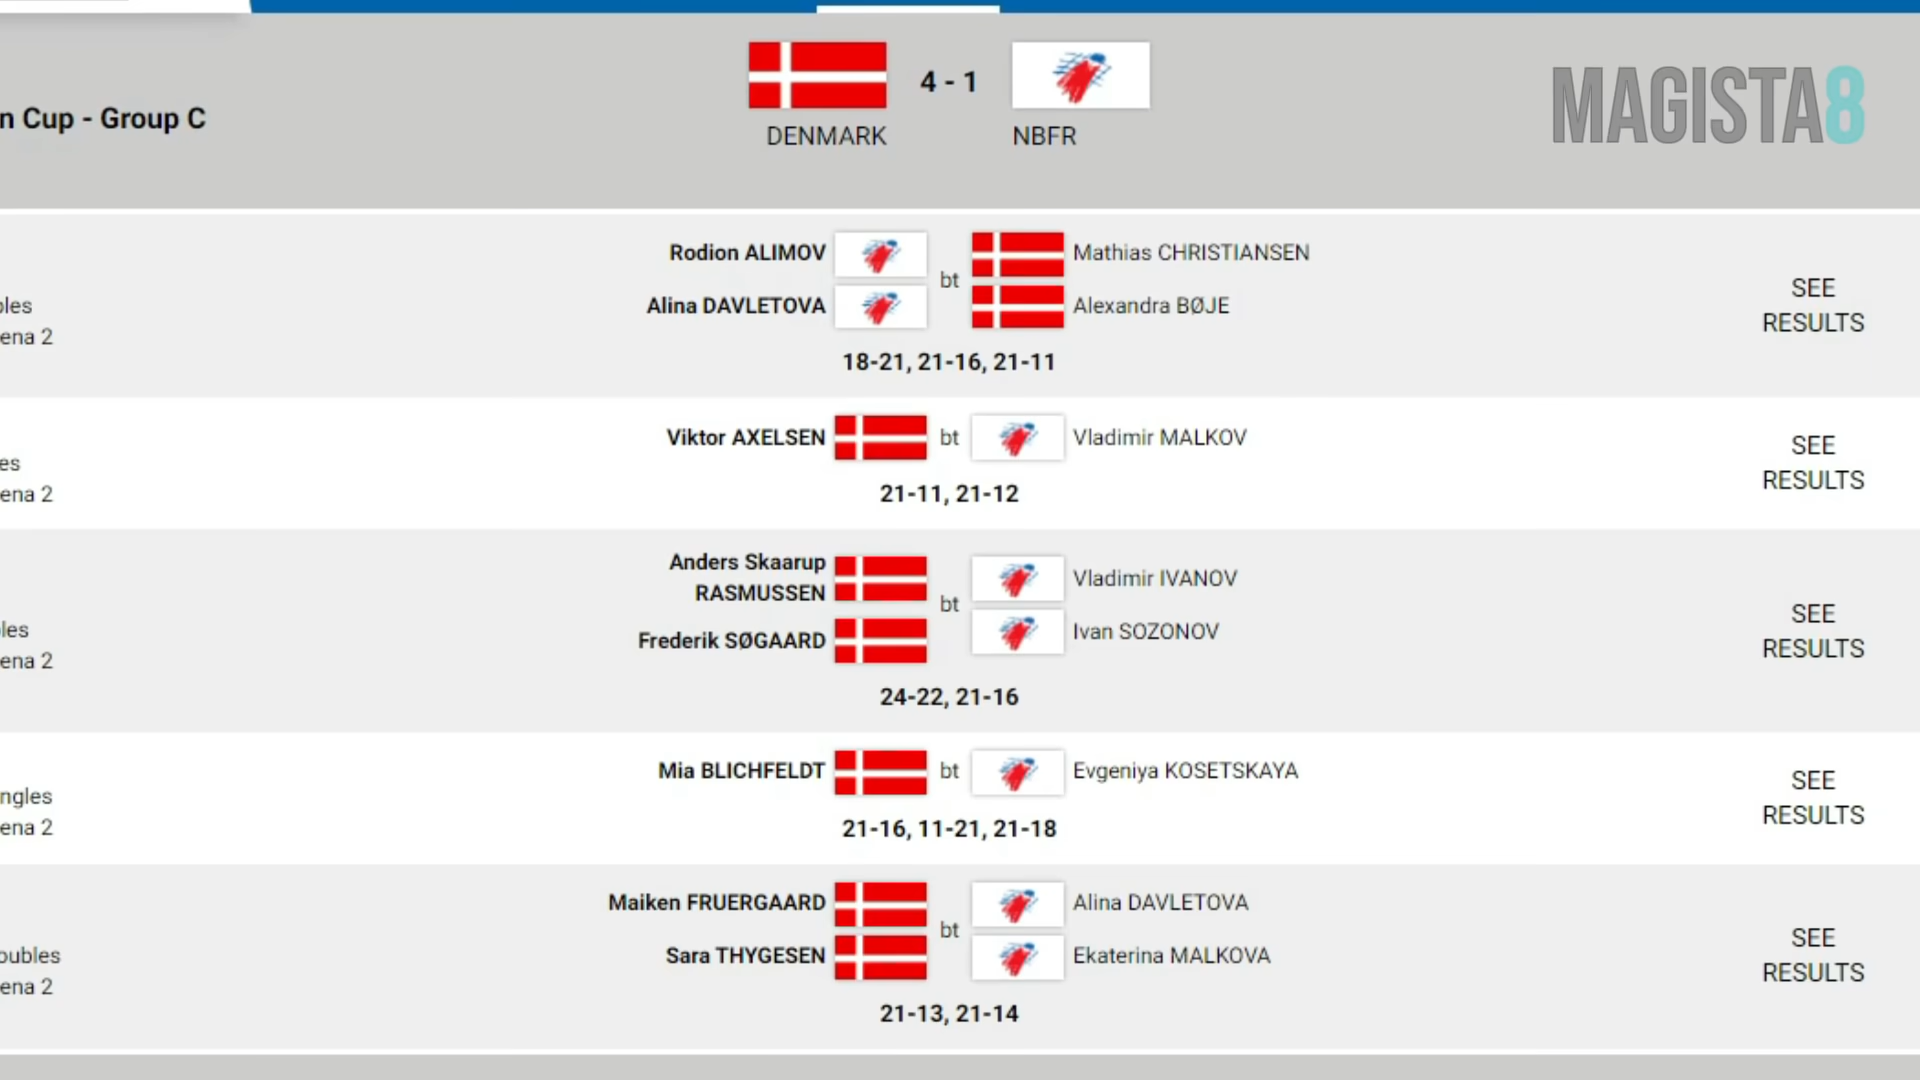 n Cup - Group C
4 - 1
DENMARK
NBFR
MAGISTA8
Rodion ALIMOV
bt
Mathias CHRISTIANSEN
Alina DAVLETOVA
Alexandra BØJE
18-21, 21-16, 21-11
bles
ena 2
SEE
RESULTS
Viktor AXELSEN
bt
Vladimir MALKOV
21-11, 21-12
es
ena 2
SEE
RESULTS
Anders Skaarup
RASMUSSEN
bt
Vladimir IVANOV
Frederik SØGAARD
Ivan SOZONOV
24-22, 21-16
les
ena 2
SEE
RESULTS
Mia BLICHFELDT
bt
Evgeniya KOSETSKAYA
21-16, 11-21, 21-18
ngles
ena 2
SEE
RESULTS
Maiken FRUERGAARD
bt
Alina DAVLETOVA
Sara THYGESEN
Ekaterina MALKOVA
21-13, 21-14
oubles
ena 2
SEE
RESULTS